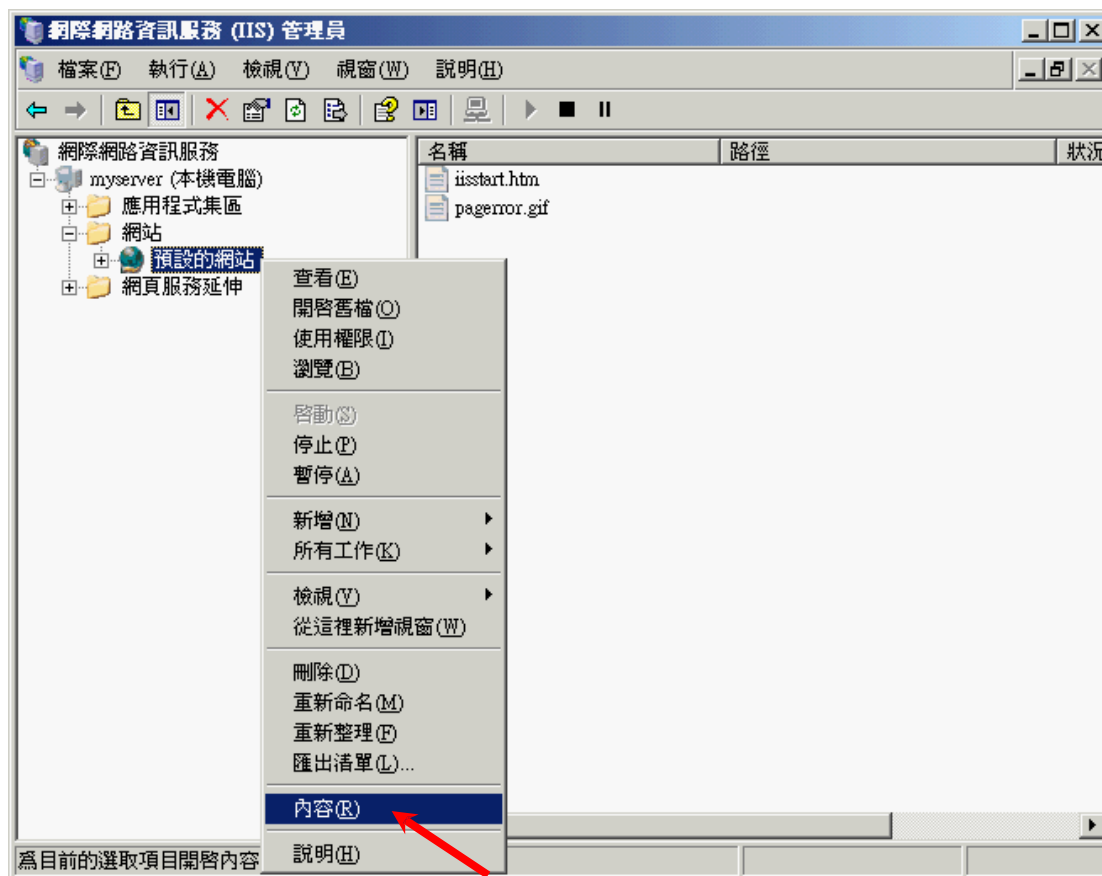 網際網路資訊服務 (IIS) 管理員
檔案(F) 執行(A) 檢視(V) 視窗(W) 說明(H)
網際網路資訊服務
myserver (本機電腦)
應用程式集區
網站
預設的網站
網頁服務延伸
名稱 路徑 狀況
iisstart.htm
pagerror.gif
查看(E)
開啓舊檔(O)
使用權限(I)
瀏覽(B)
啓動(S)
停止(P)
暫停(A)
新增(N)
所有工作(K)
檢視(V)
從這裡新增視窗(W)
刪除(D)
重新命名(M)
重新整理(F)
匯出清單(L)...
內容(R)
說明(H)
爲目前的選取項目開啓內容